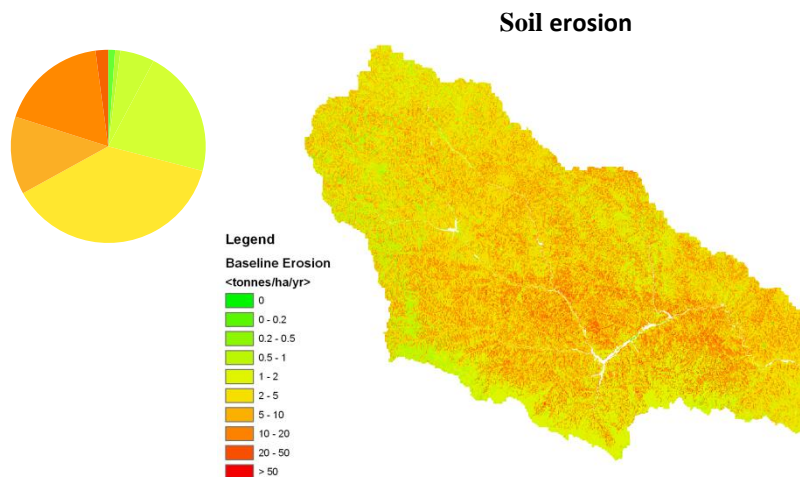 Soil erosion
Legend
Baseline Erosion
<tonnes/ha/yr>
0
0 - 0.2
0.2 - 0.5
0.5 - 1
1 - 2
2 - 5
5 - 10
10 - 20
20 - 50
> 50